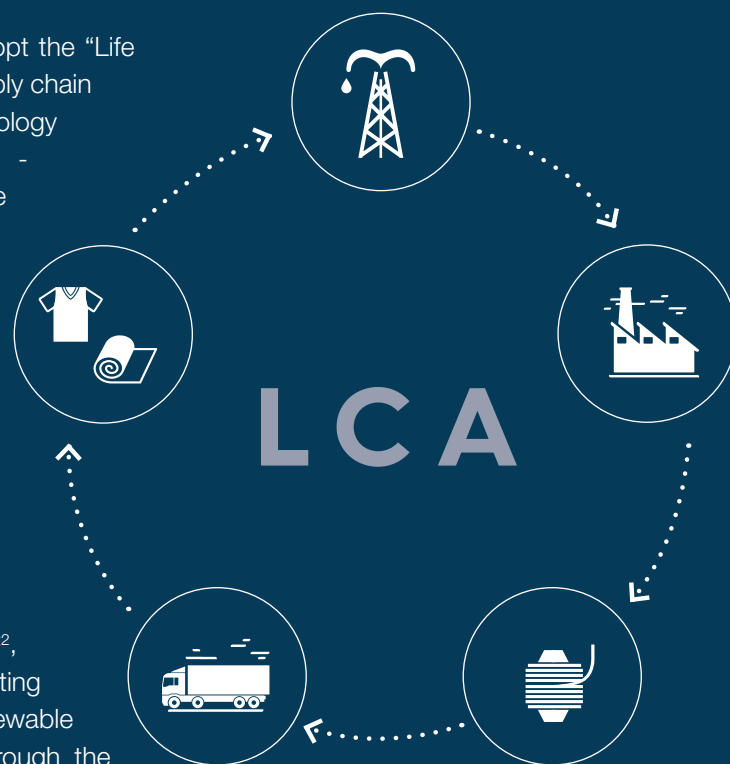 opt the “Life
ply chain
ology
-
e
LCA
2,
ting
ewable
rough the